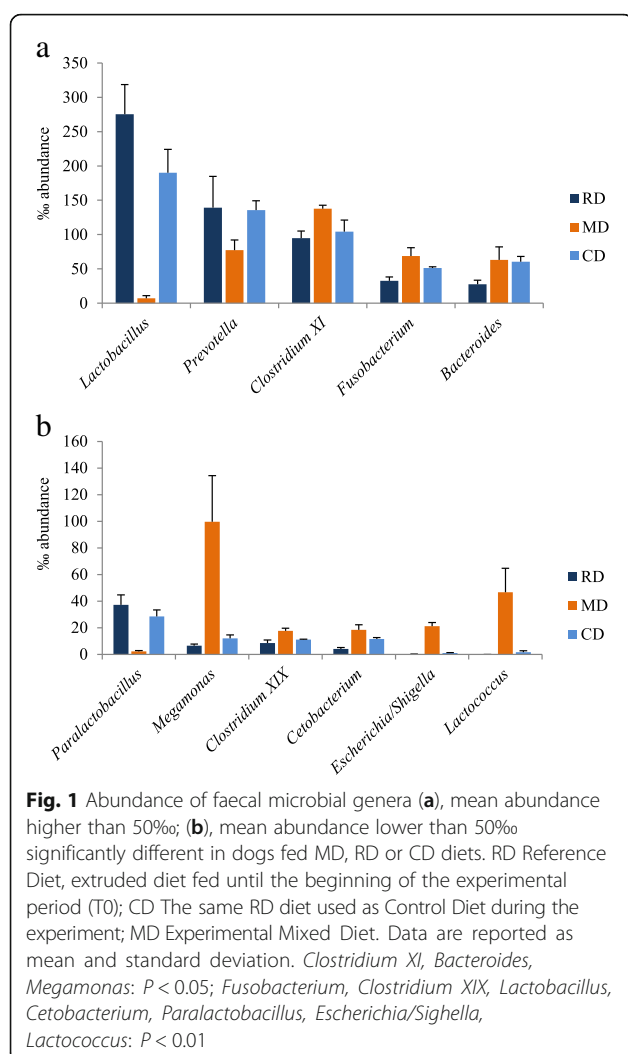 a
350
300
250
200
150
100
50
0
‰ abundance
Lactobacillus
Prevotella
Clostridium XI
Fusobacterium
Bacteroides
RD
MD
CD
b
160
140
120
100
80
60
40
20
0
‰ abundance
Paralactobacillus
Megamonas
Clostridium XIX
Cetobacterium
Escherichia/Shigella
Lactococcus
RD
MD
CD
Fig. 1 Abundance of faecal microbial genera (a), mean abundance
higher than 50‰; (b), mean abundance lower than 50‰
significantly different in dogs fed MD, RD or CD diets. RD Reference
Diet, extruded diet fed until the beginning of the experimental
period (T0); CD The same RD diet used as Control Diet during the
experiment; MD Experimental Mixed Diet. Data are reported as
mean and standard deviation. Clostridium XI, Bacteroides,
Megamonas: P < 0.05; Fusobacterium, Clostridium XIX, Lactobacillus,
Cetobacterium, Paralactobacillus, Escherichia/Sighella,
Lactococcus: P < 0.01